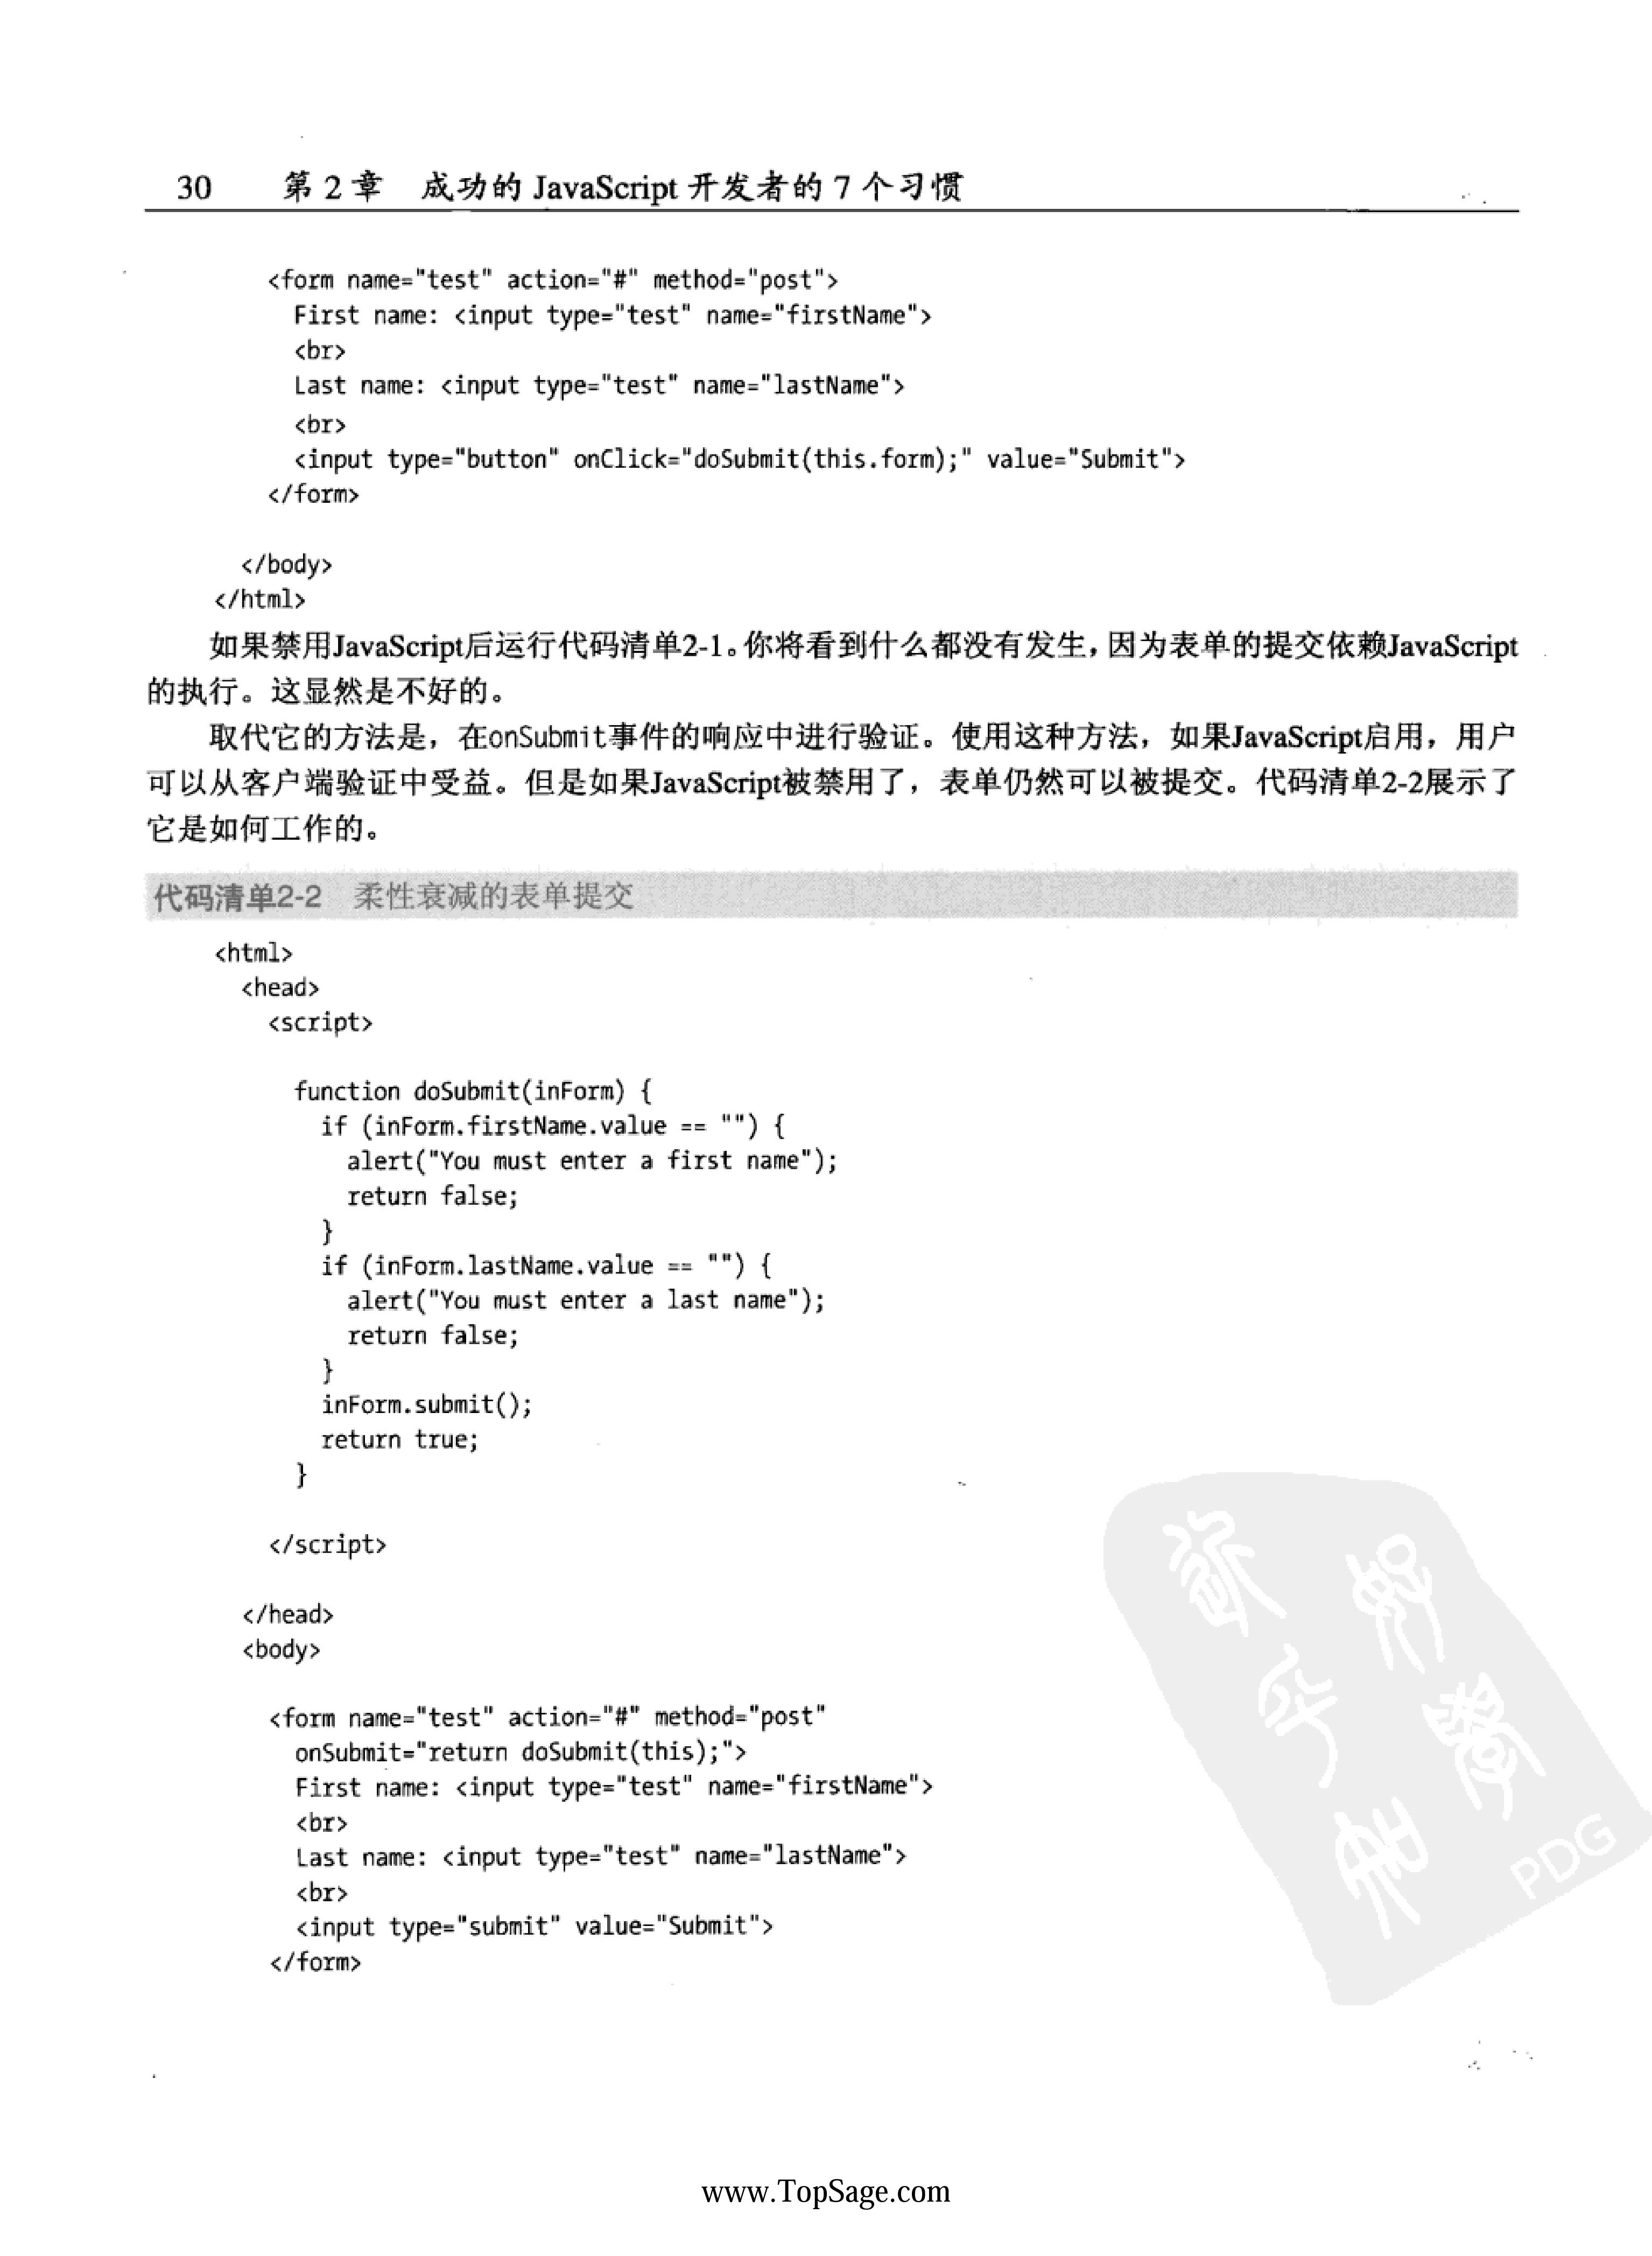 30 第 2 章 成功的 JavaScript 开发者的 7 个习惯
<form name="test" action="#" method="post">
First name: <input type="test" name="firstName">
<br>
Last name: <input type="test" name="lastName">
<br>
<input type="button" onClick="doSubmit(this.form);" value="Submit">
</form>
</body>
</html>
如果禁用JavaScript后运行代码清单2-1。你将看到什么都没有发生，因为表单的提交依赖JavaScript
的执行。这显然是不好的。
取代它的方法是，在onSubmit事件的响应中进行验证。使用这种方法，如果JavaScript启用，用户
可以从客户端验证中受益。但是如果JavaScript被禁用了，表单仍然可以被提交。代码清单2-2展示了
它是如何工作的。
代码清单2-2 柔性衰减的表单提交
<html>
<head>
<script>
function doSubmit(inForm) {
if (inForm.firstName.value == "") {
alert("You must enter a first name");
return false;
}
if (inForm.lastName.value == "") {
alert("You must enter a last name");
return false;
}
inForm.submit();
return true;
}
</script>
</head>
<body>
<form name="test" action="#" method="post"
onSubmit="return doSubmit(this);">
First name: <input type="test" name="firstName">
<br>
Last name: <input type="test" name="lastName">
<br>
<input type="submit" value="Submit">
</form>
PDG
www.TopSage.com